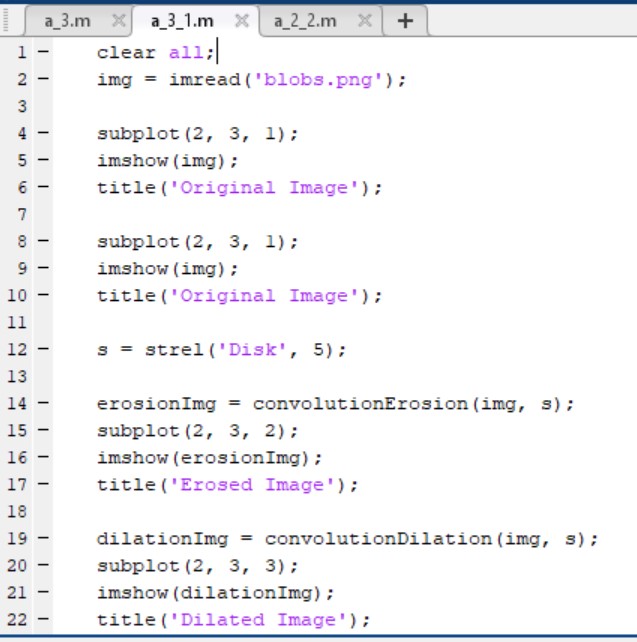 a_3.m × a_3_1.m × a_2_2.m × +
1 − clear all;
2 − img = imread('blobs.png');
3
4 − subplot(2, 3, 1);
5 − imshow(img);
6 − title('Original Image');
7
8 − subplot(2, 3, 1);
9 − imshow(img);
10 − title('Original Image');
11
12 − s = strel('Disk', 5);
13
14 − erosionImg = convolutionErosion(img, s);
15 − subplot(2, 3, 2);
16 − imshow(erosionImg);
17 − title('Erosed Image');
18
19 − dilationImg = convolutionDilation(img, s);
20 − subplot(2, 3, 3);
21 − imshow(dilationImg);
22 − title('Dilated Image');